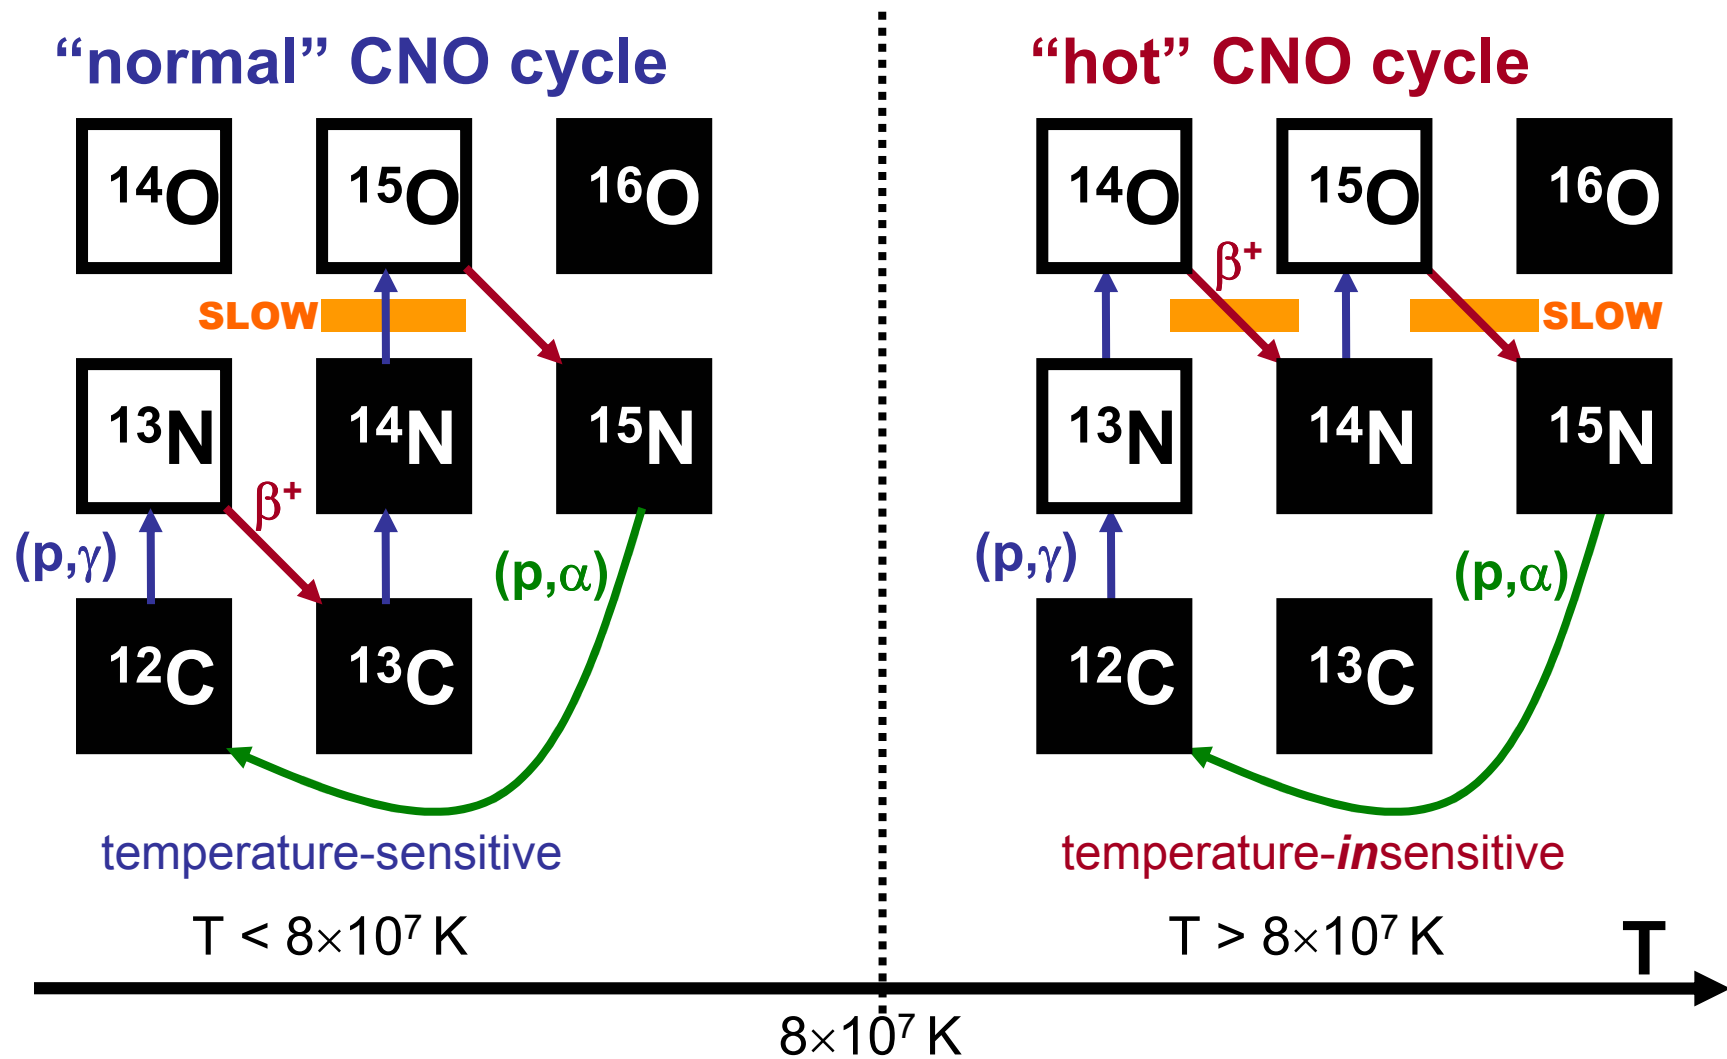 “normal” CNO cycle
¹⁴O ¹⁵O ¹⁶O
β⁺
SLOW
¹³N ¹⁴N ¹⁵N
β⁺
(p,γ) (p,α)
¹²C ¹³C
temperature-sensitive
T < 8×10⁷ K
“hot” CNO cycle
¹⁴O ¹⁵O ¹⁶O
β⁺
SLOW
¹³N ¹⁴N ¹⁵N
(p,γ) (p,α)
¹²C ¹³C
temperature-insensitive
T > 8×10⁷ K
T
8×10⁷ K